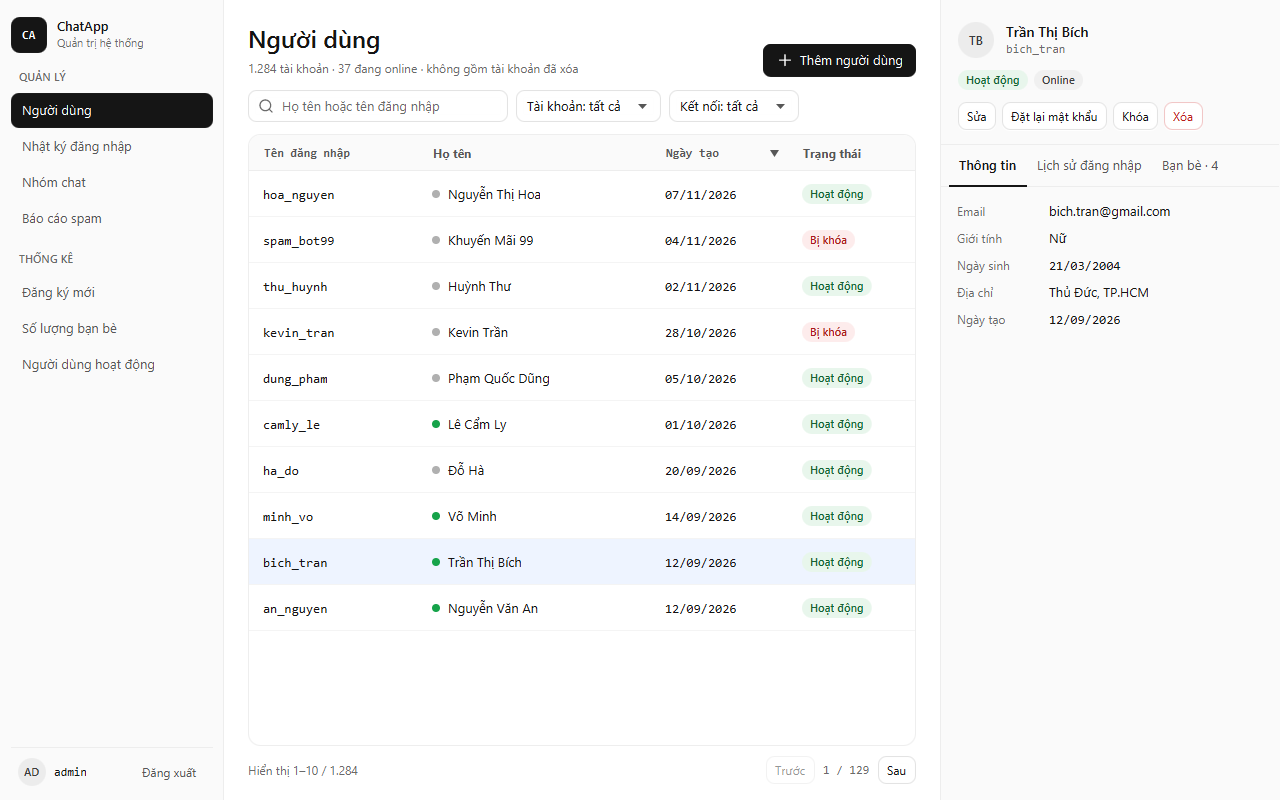 CA
ChatApp
Quản trị hệ thống
QUẢN LÝ
Người dùng
Nhật ký đăng nhập
Nhóm chat
Báo cáo spam
THỐNG KÊ
Đăng ký mới
Số lượng bạn bè
Người dùng hoạt động
AD admin Đăng xuất
Người dùng
1.284 tài khoản · 37 đang online · không gồm tài khoản đã xóa
Thêm người dùng
Họ tên hoặc tên đăng nhập Tài khoản: tất cả Kết nối: tất cả
Tên đăng nhập Họ tên Ngày tạo Trạng thái
hoa_nguyen Nguyễn Thị Hoa 07/11/2026 Hoạt động
spam_bot99 Khuyến Mãi 99 04/11/2026 Bị khóa
thu_huynh Huỳnh Thư 02/11/2026 Hoạt động
kevin_tran Kevin Trần 28/10/2026 Bị khóa
dung_pham Phạm Quốc Dũng 05/10/2026 Hoạt động
camly_le Lê Cẩm Ly 01/10/2026 Hoạt động
ha_do Đỗ Hà 20/09/2026 Hoạt động
minh_vo Võ Minh 14/09/2026 Hoạt động
bich_tran Trần Thị Bích 12/09/2026 Hoạt động
an_nguyen Nguyễn Văn An 12/09/2026 Hoạt động
Hiển thị 1–10 / 1.284 Trước 1 / 129 Sau
TB
Trần Thị Bích
bich_tran
Hoạt động Online
Sửa Đặt lại mật khẩu Khóa Xóa
Thông tin Lịch sử đăng nhập Bạn bè · 4
Email bich.tran@gmail.com
Giới tính Nữ
Ngày sinh 21/03/2004
Địa chỉ Thủ Đức, TP.HCM
Ngày tạo 12/09/2026